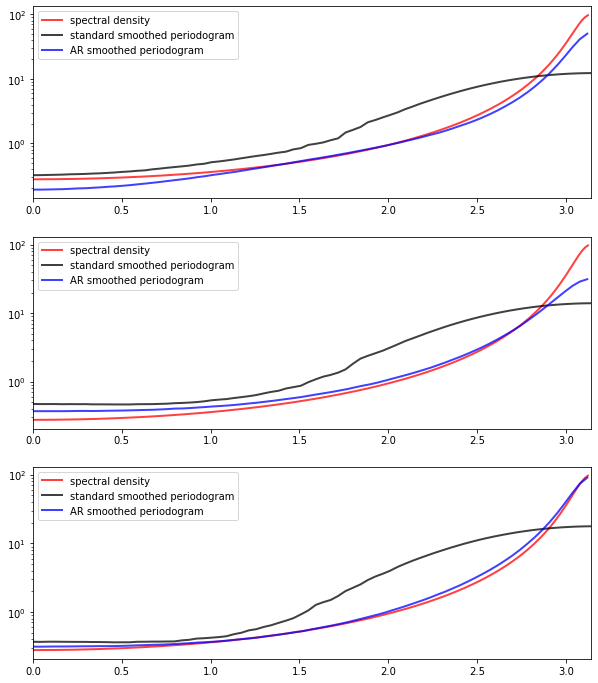 10²
10¹
10⁰
spectral density
standard smoothed periodogram
AR smoothed periodogram
0.0 0.5 1.0 1.5 2.0 2.5 3.0
10²
10¹
10⁰
spectral density
standard smoothed periodogram
AR smoothed periodogram
0.0 0.5 1.0 1.5 2.0 2.5 3.0
10²
10¹
10⁰
spectral density
standard smoothed periodogram
AR smoothed periodogram
0.0 0.5 1.0 1.5 2.0 2.5 3.0